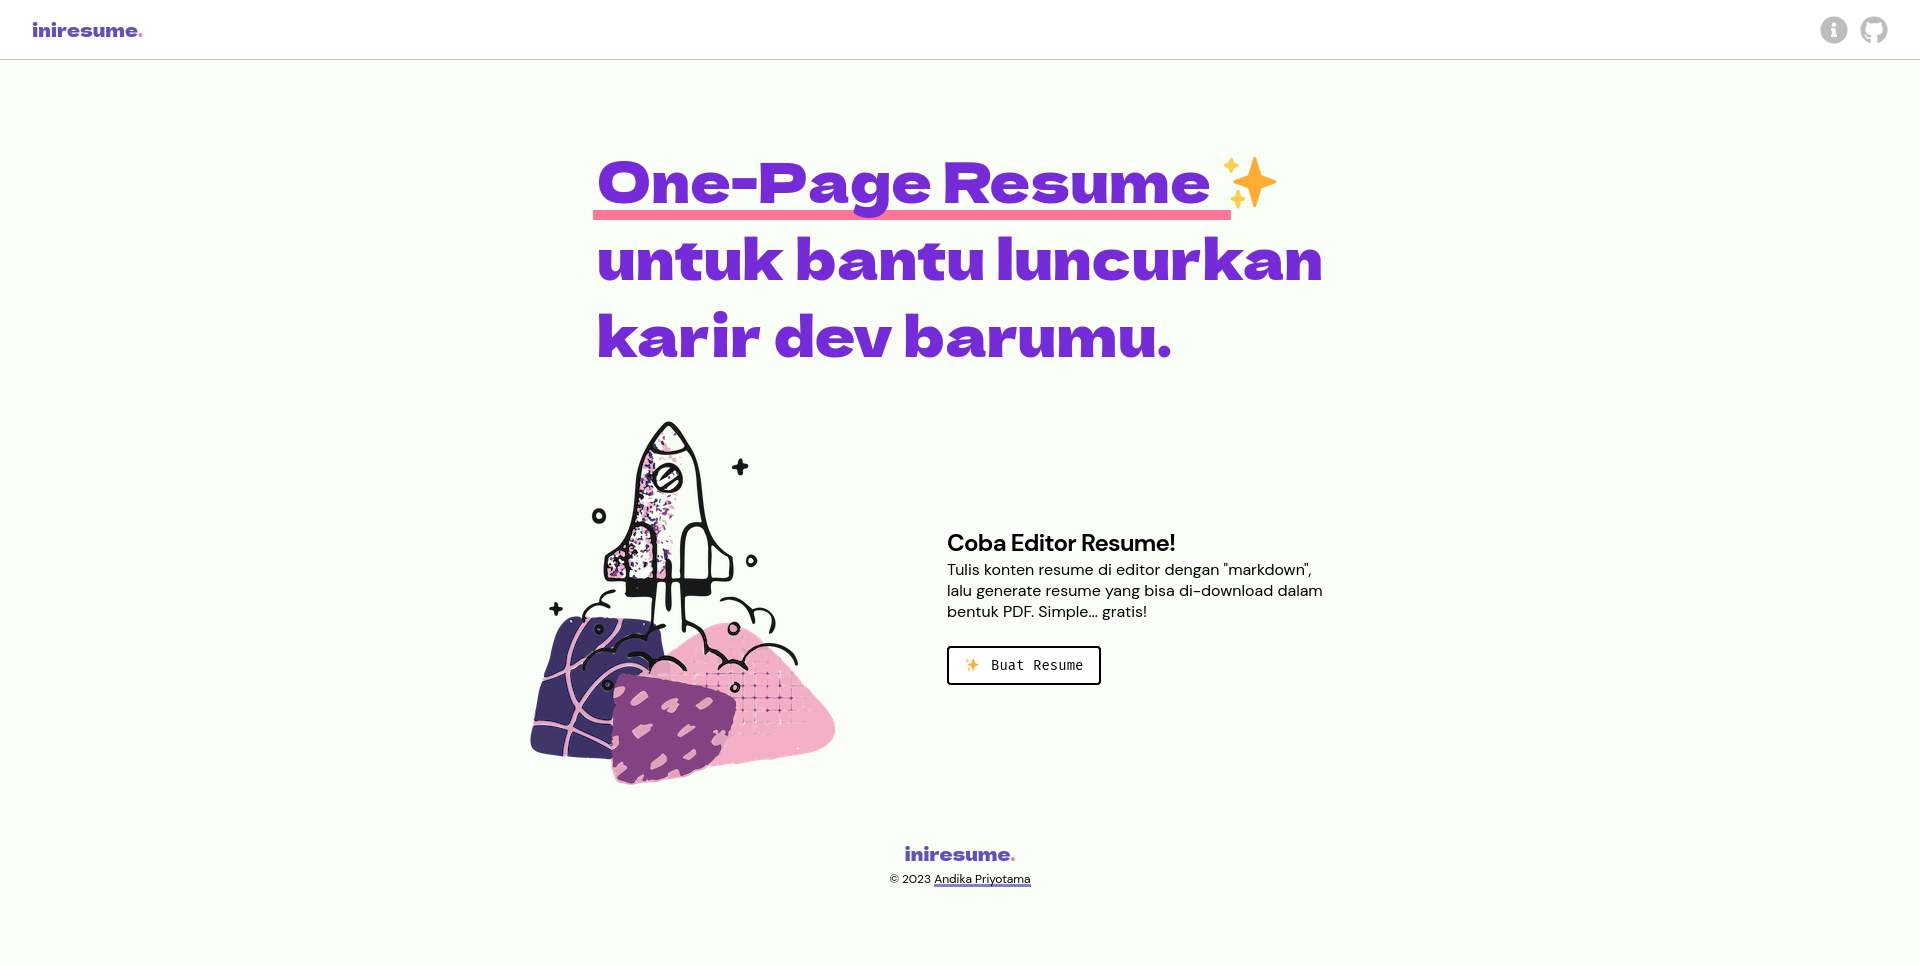 iniresume.
One-Page Resume ✨
untuk bantu luncurkan
karir dev barumu.
Coba Editor Resume!
Tulis konten resume di editor dengan "markdown",
lalu generate resume yang bisa di-download dalam
bentuk PDF. Simple... gratis!
✨ Buat Resume
iniresume.
© 2023 Andika Priyotama